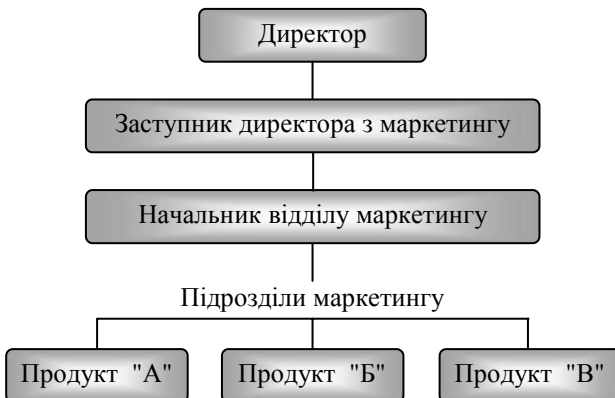 Директор
Заступник директора з маркетингу
Начальник відділу маркетингу
Підрозділи маркетингу
Продукт "А"
Продукт "Б"
Продукт "В"